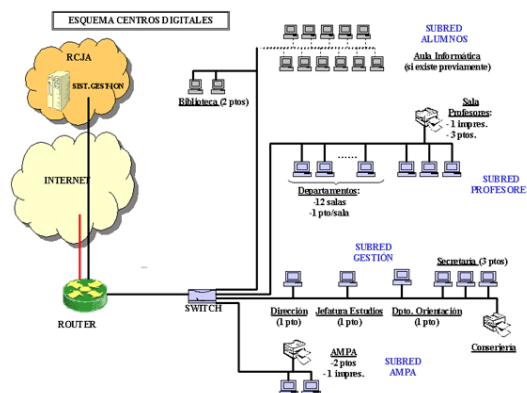 ESQUEMA CENTROS DIGITALES
RCJA
SIST. GESTION
INTERNET
ROUTER
SWITCH
Biblioteca (2 ptos)
SUBRED
ALUMNOS
Aula Informática
(si existe previamente)
Sala
Profesores:
- 1 impres.
- 3 ptos.
Departamentos:
-12 salas
-1 pto/sala
SUBRED
PROFESORE
SUBRED
GESTIÓN
Secretaria (3 ptos)
Dirección
(1 pto)
Jefatura Estudios
(1 pto)
Dpto. Orientación
(1 pto)
Conserjería
AMPA
-2 ptos
- 1 impres.
SUBRED
AMPA